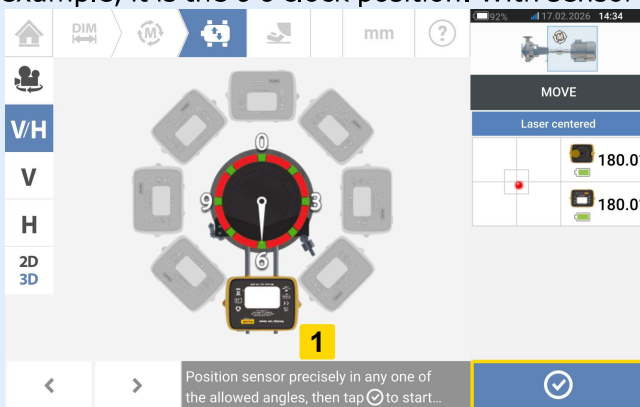 example, it is the 6 o'clock position. With sensor
DIM
M
mm
?
92%
17.02.2026 14:34
MOVE
V/H
Laser centered
0
180.0
V
9
3
180.0
H
2D
3D
6
1
Position sensor precisely in any one of
the allowed angles, then tap to start...